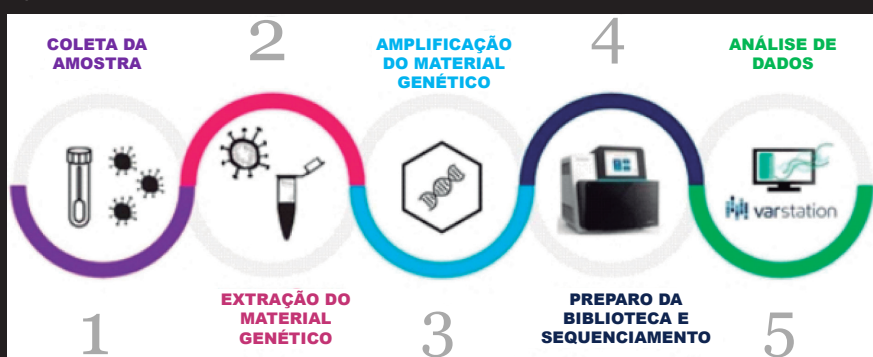 COLETA DA
AMOSTRA
1
2
EXTRAÇÃO DO
MATERIAL
GENÉTICO
AMPLIFICAÇÃO
DO MATERIAL
GENÉTICO
3
4
PREPARO DA
BIBLIOTECA E
SEQUENCIAMENTO
ANÁLISE DE
DADOS
varstation
5